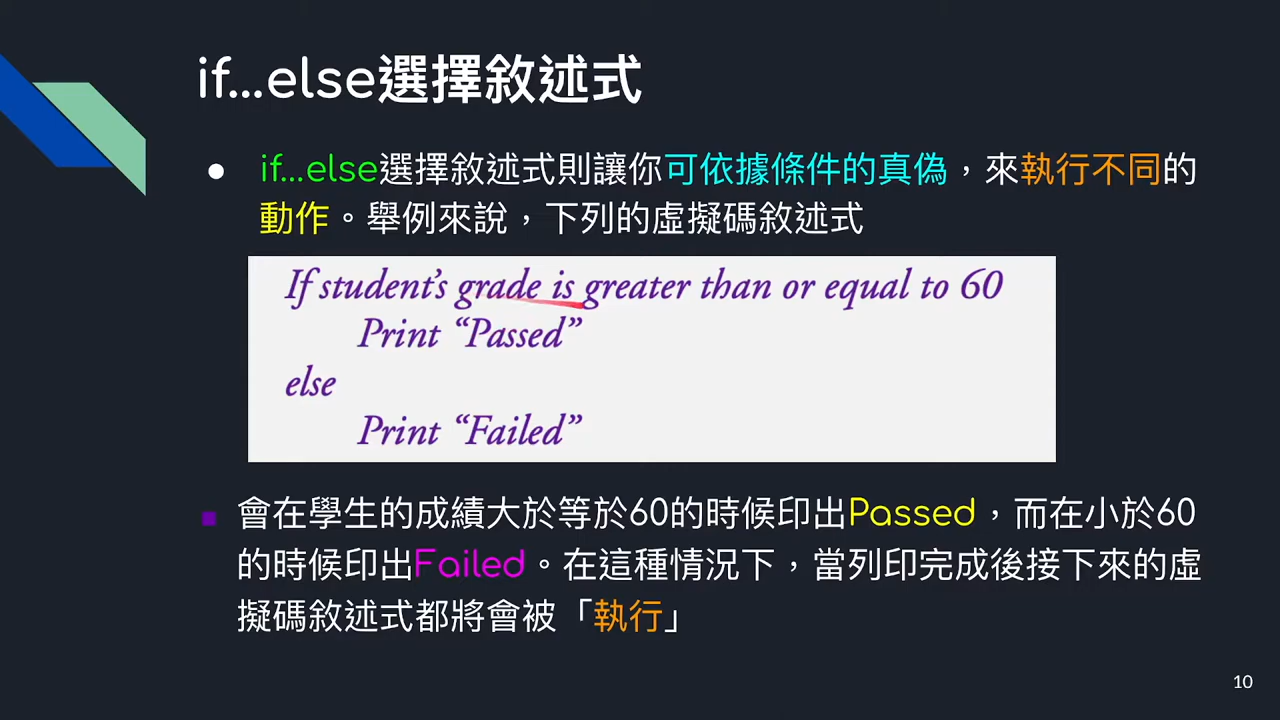 if...else選擇敘述式
if...else選擇敘述式則讓你可依據條件的真偽，來執行不同的
動作。舉例來說，下列的虛擬碼敘述式
If student’s grade is greater than or equal to 60
Print “Passed”
else
Print “Failed”
會在學生的成績大於等於60的時候印出Passed，而在小於60
的時候印出Failed。在這種情況下，當列印完成後接下來的虛
擬碼敘述式都將會被「執行」
10